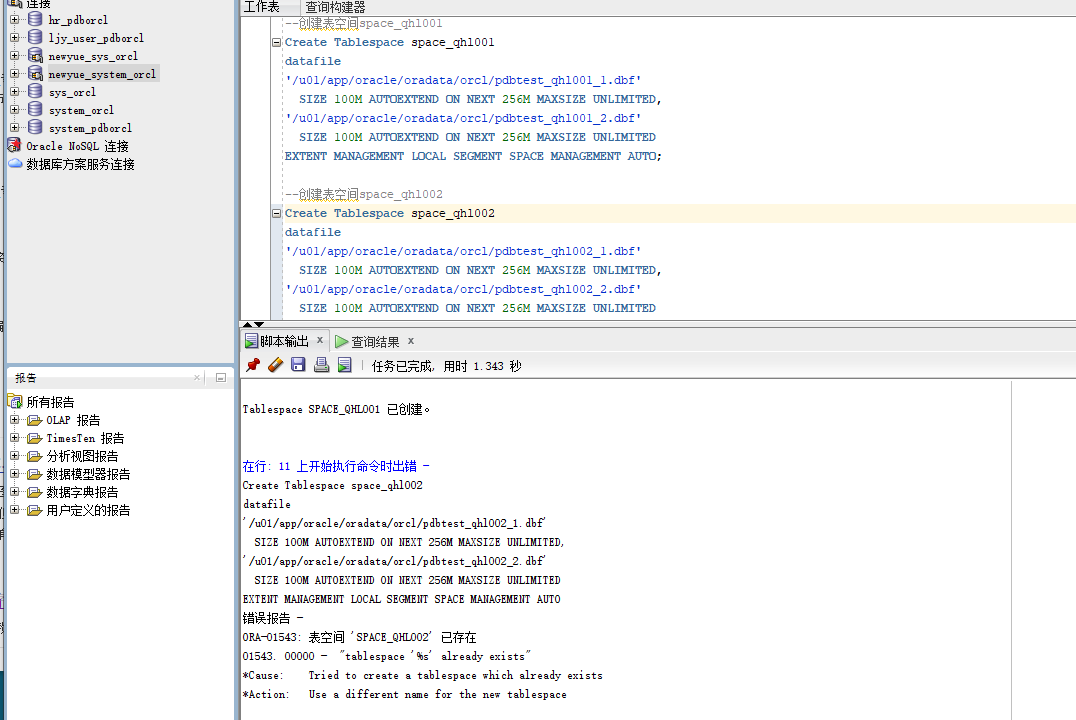 连接
hr_pdborcl
ljy_user_pdborcl
newyue_sys_orcl
newyue_system_orcl
sys_orcl
system_orcl
system_pdborcl
Oracle NoSQL 连接
数据库方案服务连接
报告
所有报告
OLAP 报告
TimesTen 报告
分析视图报告
数据模型器报告
数据字典报告
用户定义的报告
工作表 查询构建器
--创建表空间space_qhl001
Create Tablespace space_qhl001
datafile
'/u01/app/oracle/oradata/orcl/pdbtest_qhl001_1.dbf'
SIZE 100M AUTOEXTEND ON NEXT 256M MAXSIZE UNLIMITED,
'/u01/app/oracle/oradata/orcl/pdbtest_qhl001_2.dbf'
SIZE 100M AUTOEXTEND ON NEXT 256M MAXSIZE UNLIMITED
EXTENT MANAGEMENT LOCAL SEGMENT SPACE MANAGEMENT AUTO;
--创建表空间space_qhl002
Create Tablespace space_qhl002
datafile
'/u01/app/oracle/oradata/orcl/pdbtest_qhl002_1.dbf'
SIZE 100M AUTOEXTEND ON NEXT 256M MAXSIZE UNLIMITED,
'/u01/app/oracle/oradata/orcl/pdbtest_qhl002_2.dbf'
SIZE 100M AUTOEXTEND ON NEXT 256M MAXSIZE UNLIMITED
脚本输出 x 查询结果 x
任务已完成, 用时 1.343 秒
Tablespace SPACE_QHL001 已创建。
在行: 11 上开始执行命令时出错 -
Create Tablespace space_qhl002
datafile
'/u01/app/oracle/oradata/orcl/pdbtest_qhl002_1.dbf'
SIZE 100M AUTOEXTEND ON NEXT 256M MAXSIZE UNLIMITED,
'/u01/app/oracle/oradata/orcl/pdbtest_qhl002_2.dbf'
SIZE 100M AUTOEXTEND ON NEXT 256M MAXSIZE UNLIMITED
EXTENT MANAGEMENT LOCAL SEGMENT SPACE MANAGEMENT AUTO
错误报告 -
ORA-01543: 表空间 'SPACE_QHL002' 已存在
01543. 00000 - "tablespace '%s' already exists"
*Cause: Tried to create a tablespace which already exists
*Action: Use a different name for the new tablespace